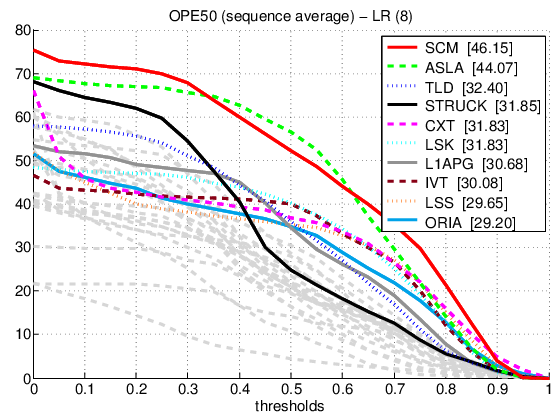 OPE50 (sequence average) – LR (8)
80
70
60
50
40
30
20
10
0
SCM [46.15]
ASLA [44.07]
TLD [32.40]
STRUCK [31.85]
CXT [31.83]
LSK [31.83]
L1APG [30.68]
IVT [30.08]
LSS [29.65]
ORIA [29.20]
0 0.1 0.2 0.3 0.4 0.5 0.6 0.7 0.8 0.9 1
thresholds